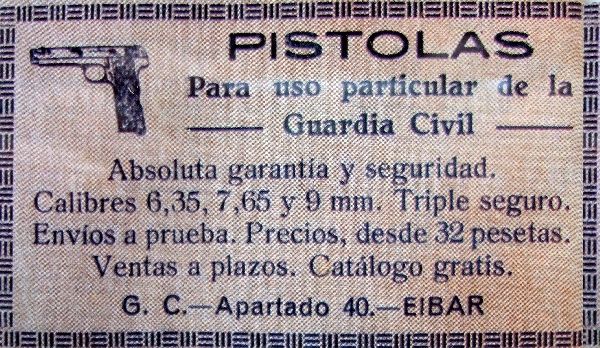 PISTOLAS
Para uso particular de la
Guardia Civil
Absoluta garantía y seguridad.
Calibres 6,35, 7,65 y 9 mm. Triple seguro.
Envíos a prueba. Precios, desde 32 pesetas.
Ventas a plazos. Catálogo gratis.
G. C.—Apartado 40.—EIBAR